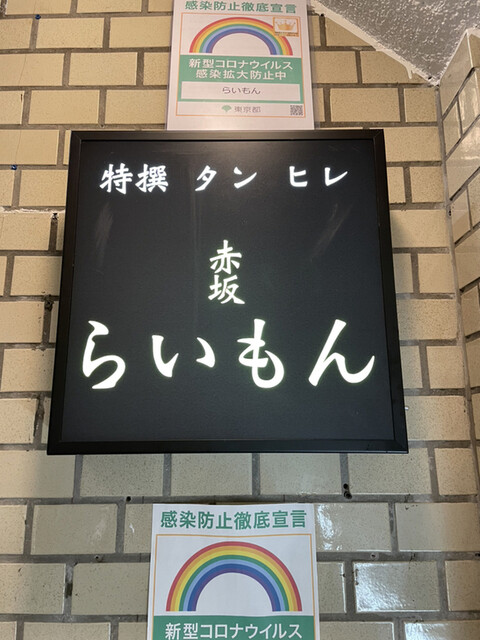 感染防止徹底宣言
新型コロナウイルス
感染拡大防止中
らいもん
東京都
特撰 タン ヒレ
赤坂
らいもん
感染防止徹底宣言
新型コロナウイルス